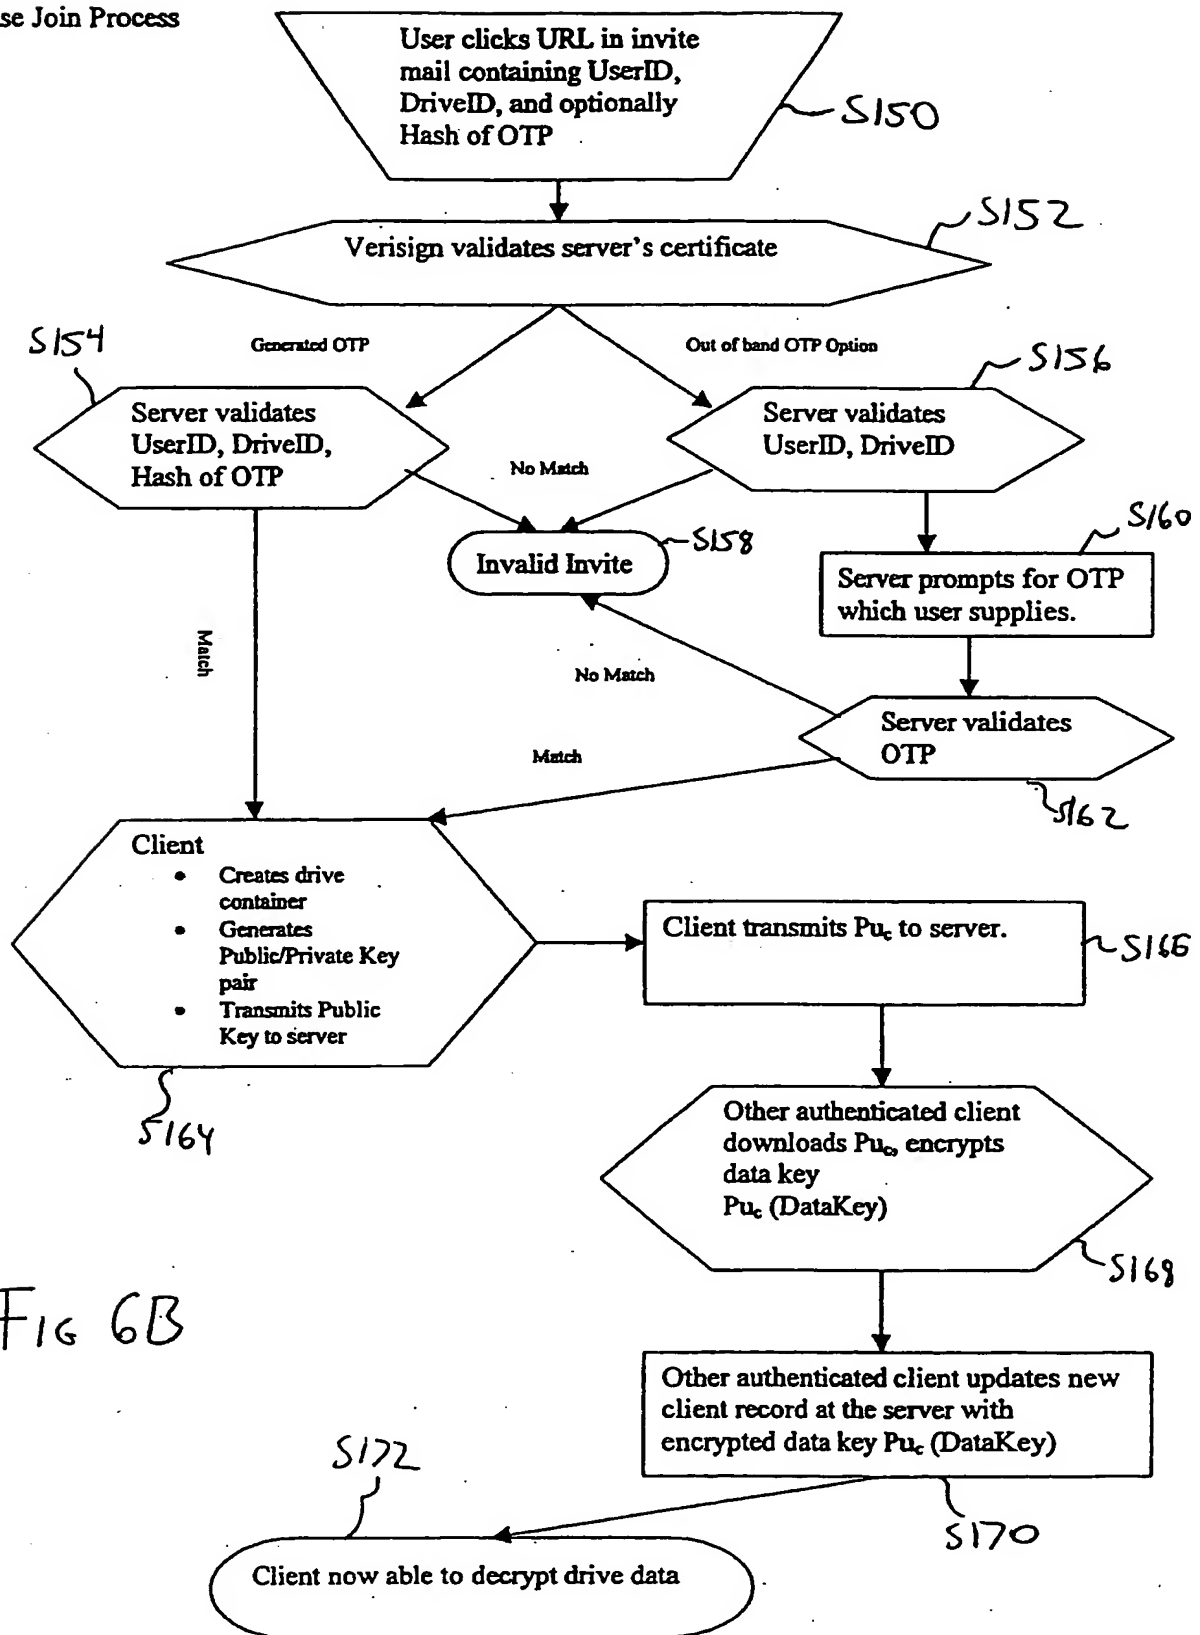 se Join Process
User clicks URL in invite
mail containing UserID,
DriveID, and optionally
Hash of OTP
S150
Verisign validates server's certificate
S152
S154
Generated OTP
Out of band OTP Option
S156
Server validates
UserID, DriveID,
Hash of OTP
Server validates
UserID, DriveID
No Match
S158
Invalid Invite
S160
Server prompts for OTP
which user supplies.
Match
No Match
Server validates
OTP
Match
S162
Client
• Creates drive
container
• Generates
Public/Private Key
pair
• Transmits Public
Key to server
S164
Client transmits Puc to server.
S166
Other authenticated client
downloads Puc, encrypts
data key
Puc (DataKey)
S168
FIG 6B
Other authenticated client updates new
client record at the server with
encrypted data key Puc (DataKey)
S172
S170
Client now able to decrypt drive data